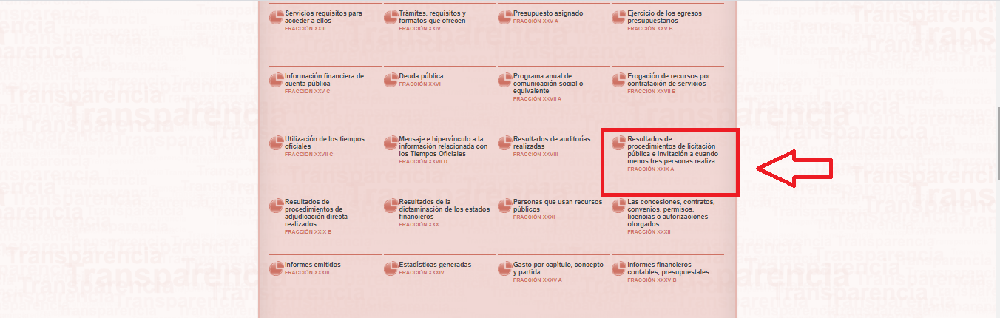 Servicios requisitos para
acceder a ellos
FRACCIÓN XXIII
Trámites, requisitos y
formatos que ofrecen
FRACCIÓN XXIV
Presupuesto asignado
FRACCIÓN XXV A
Ejercicio de los egresos
presupuestarios
FRACCIÓN XXV B
Información financiera de
cuenta pública
FRACCIÓN XXV C
Deuda pública
FRACCIÓN XXVI
Programa anual de
comunicación social o
equivalente
FRACCIÓN XXVII A
Erogación de recursos por
contratación de servicios
FRACCIÓN XXVII B
Utilización de los tiempos
oficiales
FRACCIÓN XXVII C
Mensaje e hipervínculo a la
información relacionada con
los Tiempos Oficiales
FRACCIÓN XXVII D
Resultados de auditorías
realizadas
FRACCIÓN XXVIII
Resultados de
procedimientos de licitación
pública e invitación a cuando
menos tres personas realiza
FRACCIÓN XXIX A
Resultados de
procedimientos de
adjudicación directa
realizados
FRACCIÓN XXIX B
Resultados de la
dictaminación de los estados
financieros
FRACCIÓN XXX
Personas que usan recursos
públicos
FRACCIÓN XXXI
Las concesiones, contratos,
convenios, permisos,
licencias o autorizaciones
otorgados
FRACCIÓN XXXII
Informes emitidos
FRACCIÓN XXXIII
Estadísticas generadas
FRACCIÓN XXXIV
Gasto por capítulo, concepto
y partida
FRACCIÓN XXXV A
Informes financieros
contables, presupuestales
FRACCIÓN XXXV B
Transparencia